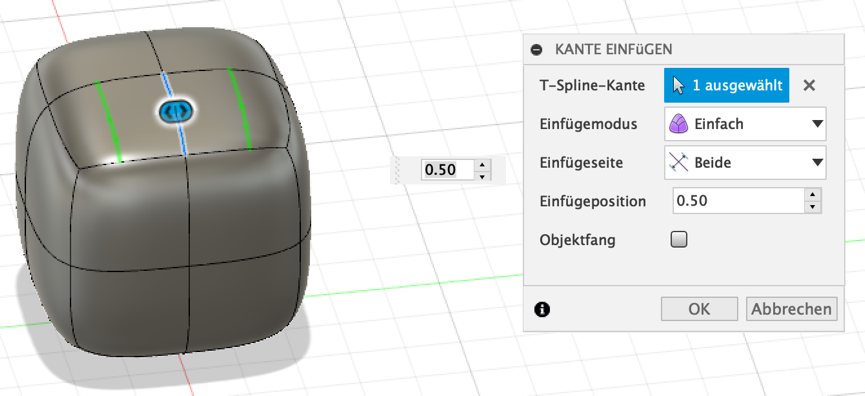 KANTE EINFüGEN
T-Spline-Kante 1 ausgewählt
Einfügemodus Einfach
Einfügeseite Beide
0.50
Einfügeposition 0.50
Objektfang
OK Abbrechen